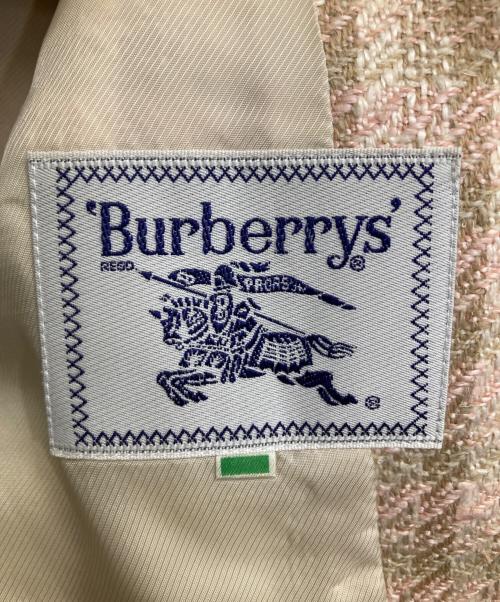 'Burberrys'
REGD.
®
PRORSUM
®